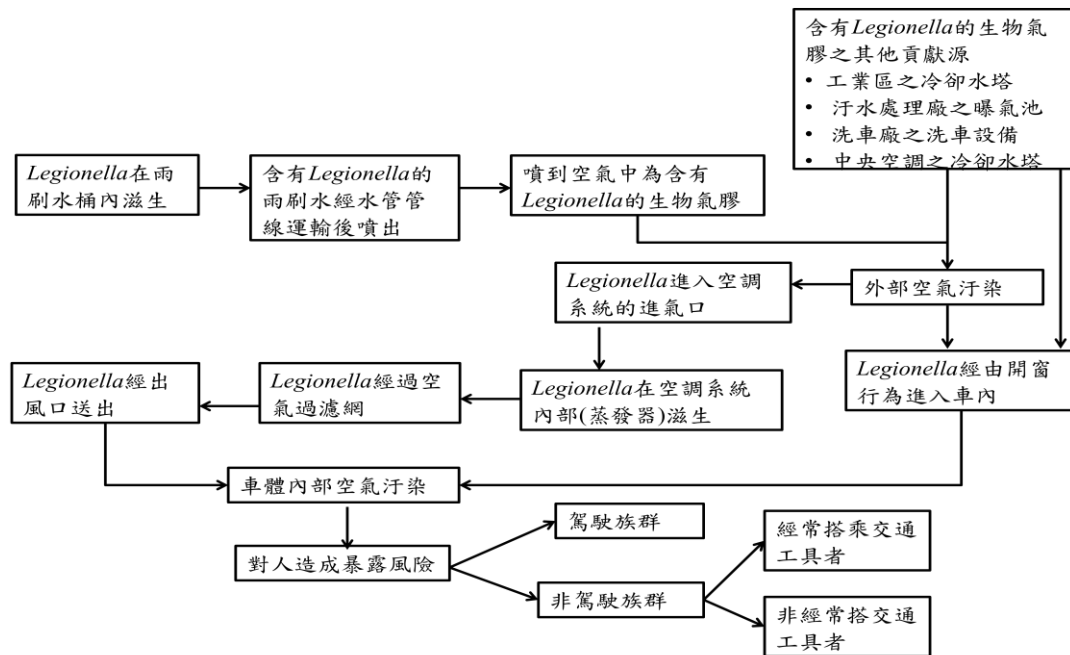 含有Legionella的生物氣
膠之其他貢獻源
• 工業區之冷卻水塔
• 汙水處理廠之曝氣池
• 洗車廠之洗車設備
• 中央空調之冷卻水塔
Legionella在雨
刷水桶內滋生
含有Legionella的
雨刷水經水管管
線運輸後噴出
噴到空氣中為含有
Legionella的生物氣膠
Legionella進入空調
系統的進氣口
外部空氣汙染
Legionella經出
風口送出
Legionella經過空
氣過濾網
Legionella在空調系統
內部(蒸發器)滋生
Legionella經由開窗
行為進入車內
車體內部空氣汙染
對人造成暴露風險
駕駛族群
非駕駛族群
經常搭乘交通
工具者
非經常搭交通
工具者